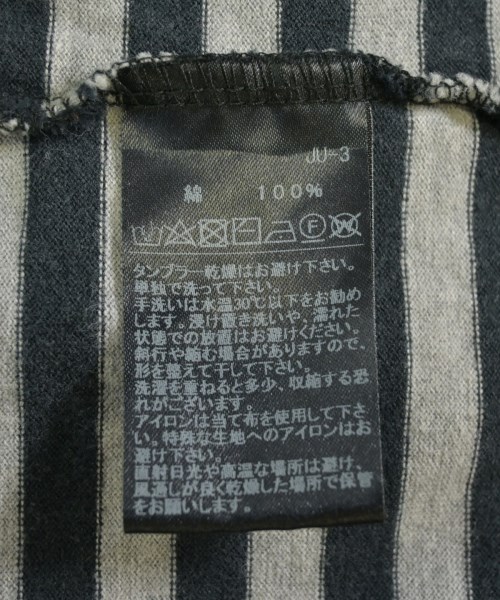 JU-3
綿 100%
タンブラー乾燥はお避け下さい。
単独で洗って下さい。
手洗いは水温30℃以下をお勧め
します。浸け置き洗いや、濡れた
状態での放置はお避けください。
斜行や縮む場合がありますので、
形を整えて干して下さい。
洗濯を重ねると多少、収縮する恐
れがございます。
アイロンは当て布を使用して下さ
い。特殊な生地へのアイロンはお
避け下さい。
直射日光や高温な場所は避け、
風通しが良く乾燥した場所で保管
をお願い致します。